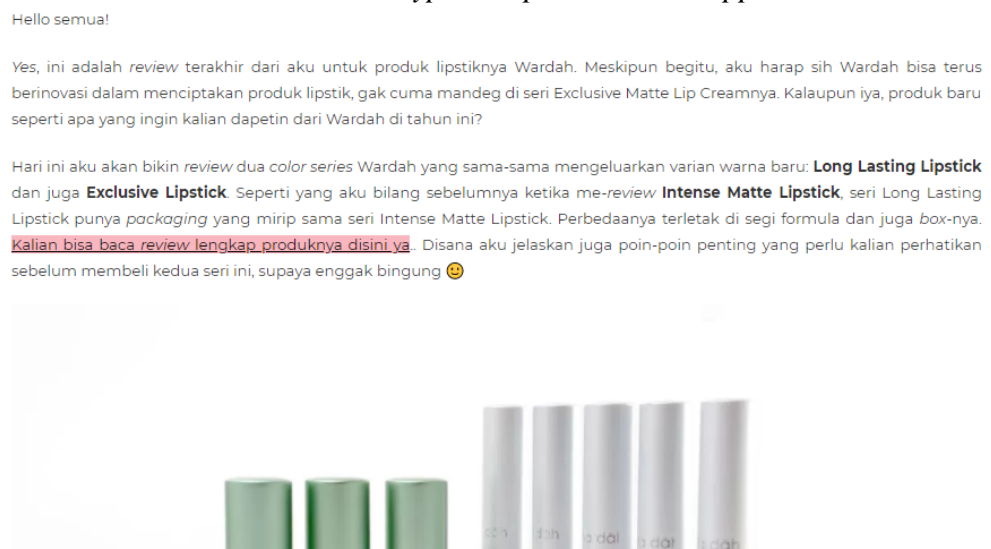 Hello semua!
Yes, ini adalah review terakhir dari aku untuk produk lipstiknya Wardah. Meskipun begitu, aku harap sih Wardah bisa terus
berinovasi dalam menciptakan produk lipstik, gak cuma mandeg di seri Exclusive Matte Lip Creamnya. Kalaupun iya, produk baru
seperti apa yang ingin kalian dapetin dari Wardah di tahun ini?
Hari ini aku akan bikin review dua color series Wardah yang sama-sama mengeluarkan varian warna baru: Long Lasting Lipstick
dan juga Exclusive Lipstick. Seperti yang aku bilang sebelumnya ketika me-review Intense Matte Lipstick, seri Long Lasting
Lipstick punya packaging yang mirip sama seri Intense Matte Lipstick. Perbedaanya terletak di segi formula dan juga box-nya.
Kalian bisa baca review lengkap produknya disini ya.. Disana aku jelaskan juga poin-poin penting yang perlu kalian perhatikan
sebelum membeli kedua seri ini, supaya enggak bingung 🙂